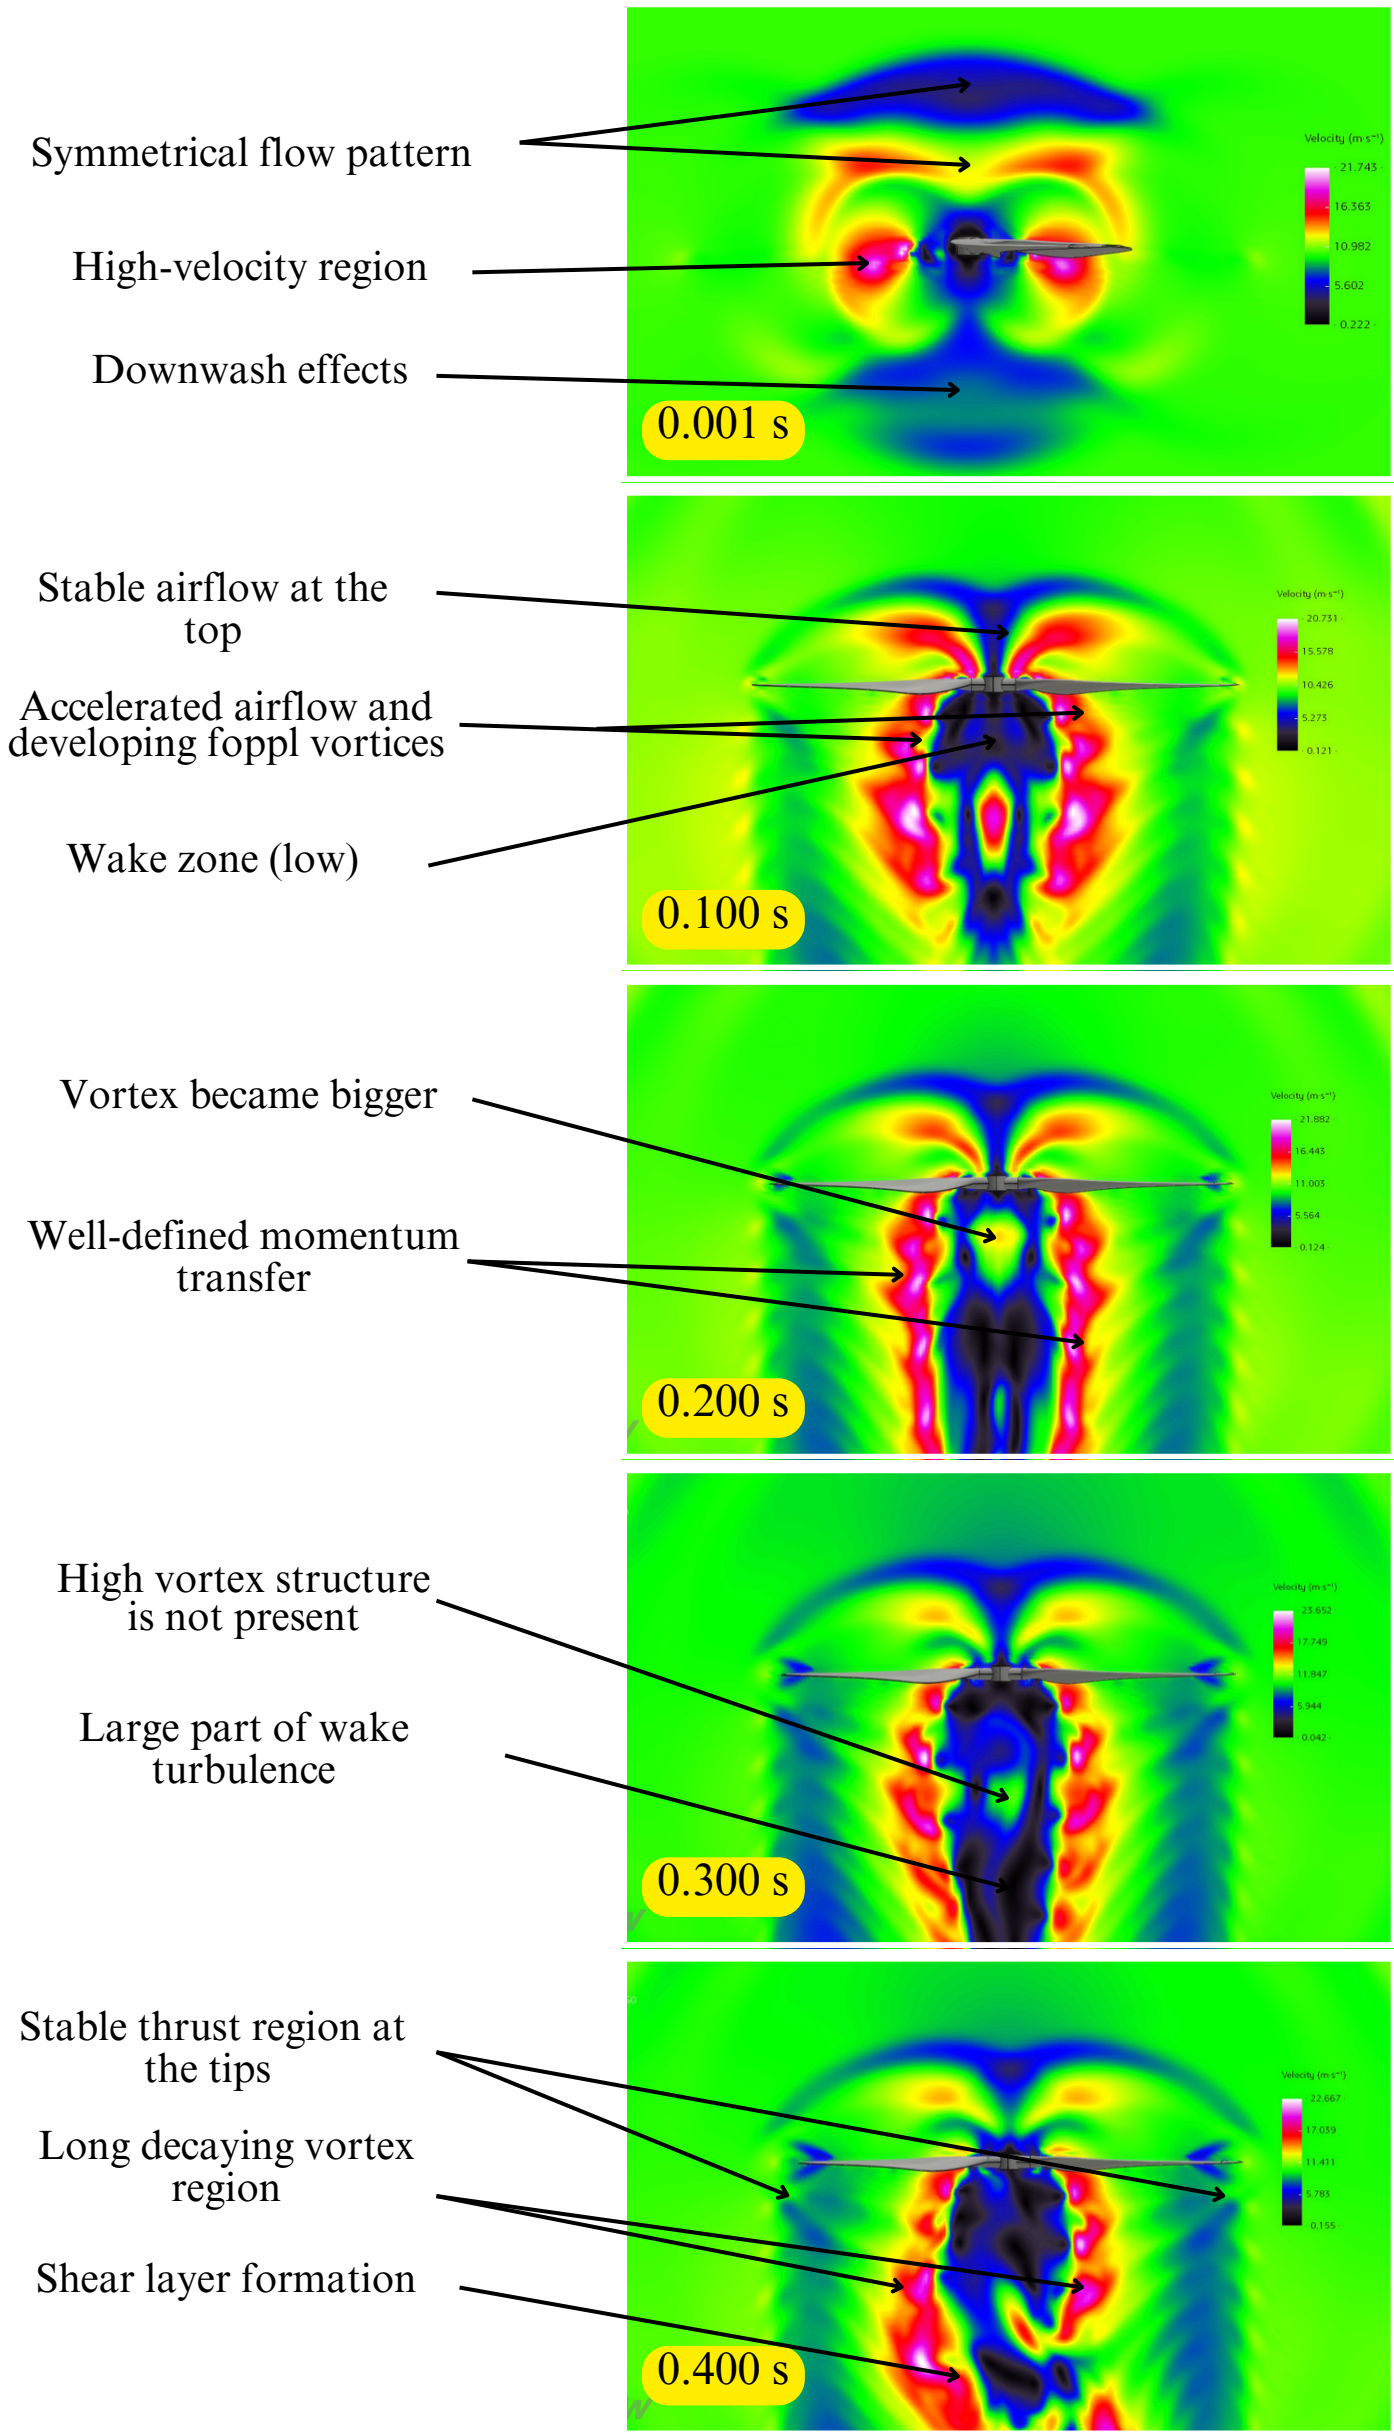 Symmetrical flow pattern
High-velocity region
Downwash effects
Velocity (m·s⁻¹)
21.743
16.363
10.982
5.602
0.222
0.001 s
Stable airflow at the
top
Accelerated airflow and
developing foppl vortices
Wake zone (low)
Velocity (m·s⁻¹)
20.731
15.578
10.426
5.273
0.121
0.100 s
Vortex became bigger
Well-defined momentum
transfer
Velocity (m·s⁻¹)
21.882
16.443
11.003
5.564
0.124
0.200 s
High vortex structure
is not present
Large part of wake
turbulence
Velocity (m·s⁻¹)
23.652
17.749
11.847
5.944
0.042
0.300 s
Stable thrust region at
the tips
Long decaying vortex
region
Shear layer formation
Velocity (m·s⁻¹)
22.667
17.039
11.411
5.783
0.155
0.400 s